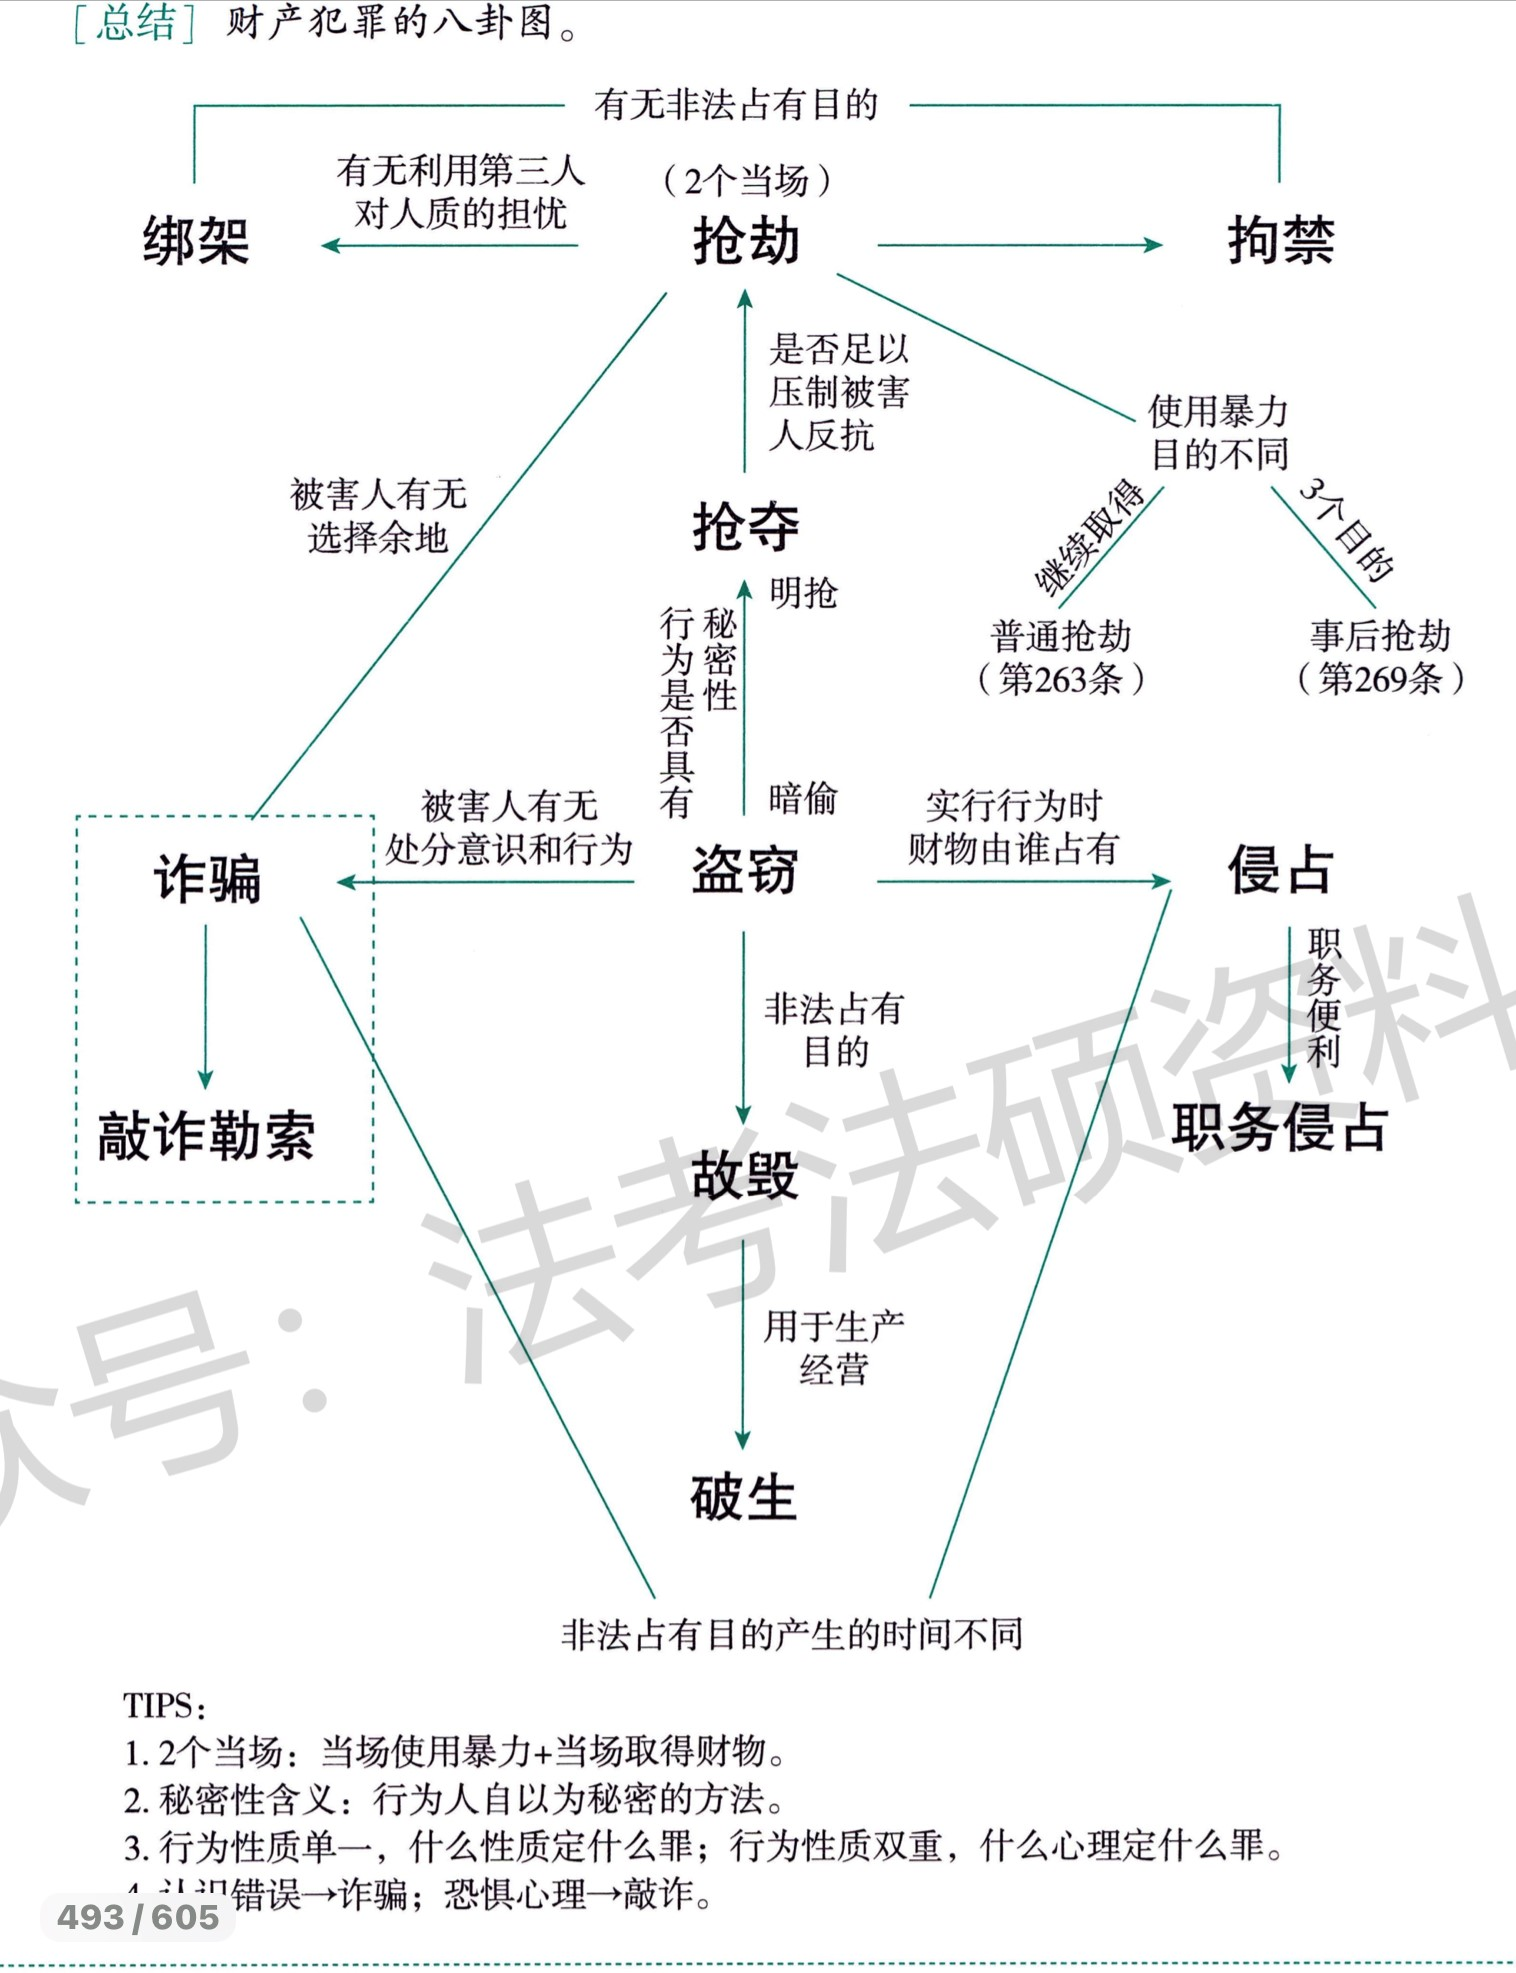 [总结] 财产犯罪的八卦图。
有无非法占有目的
有无利用第三人
对人质的担忧
（2个当场）
绑架
抢劫
拘禁
是否足以
压制被害
人反抗
使用暴力
目的不同
继续取得
3个目的
普通抢劫
（第263条）
事后抢劫
（第269条）
被害人有无
选择余地
抢夺
明抢
行为是否具有
秘密性
暗偷
被害人有无
处分意识和行为
实行行为时
财物由谁占有
诈骗
盗窃
侵占
职务便利
非法占有
目的
敲诈勒索
职务侵占
故毁
用于生产
经营
破生
非法占有目的产生的时间不同
TIPS：
1. 2个当场：当场使用暴力+当场取得财物。
2. 秘密性含义：行为人自以为秘密的方法。
3. 行为性质单一，什么性质定什么罪；行为性质双重，什么心理定什么罪。
4. 认识错误→诈骗；恐惧心理→敲诈。
493/605
众号：法考法硕资料